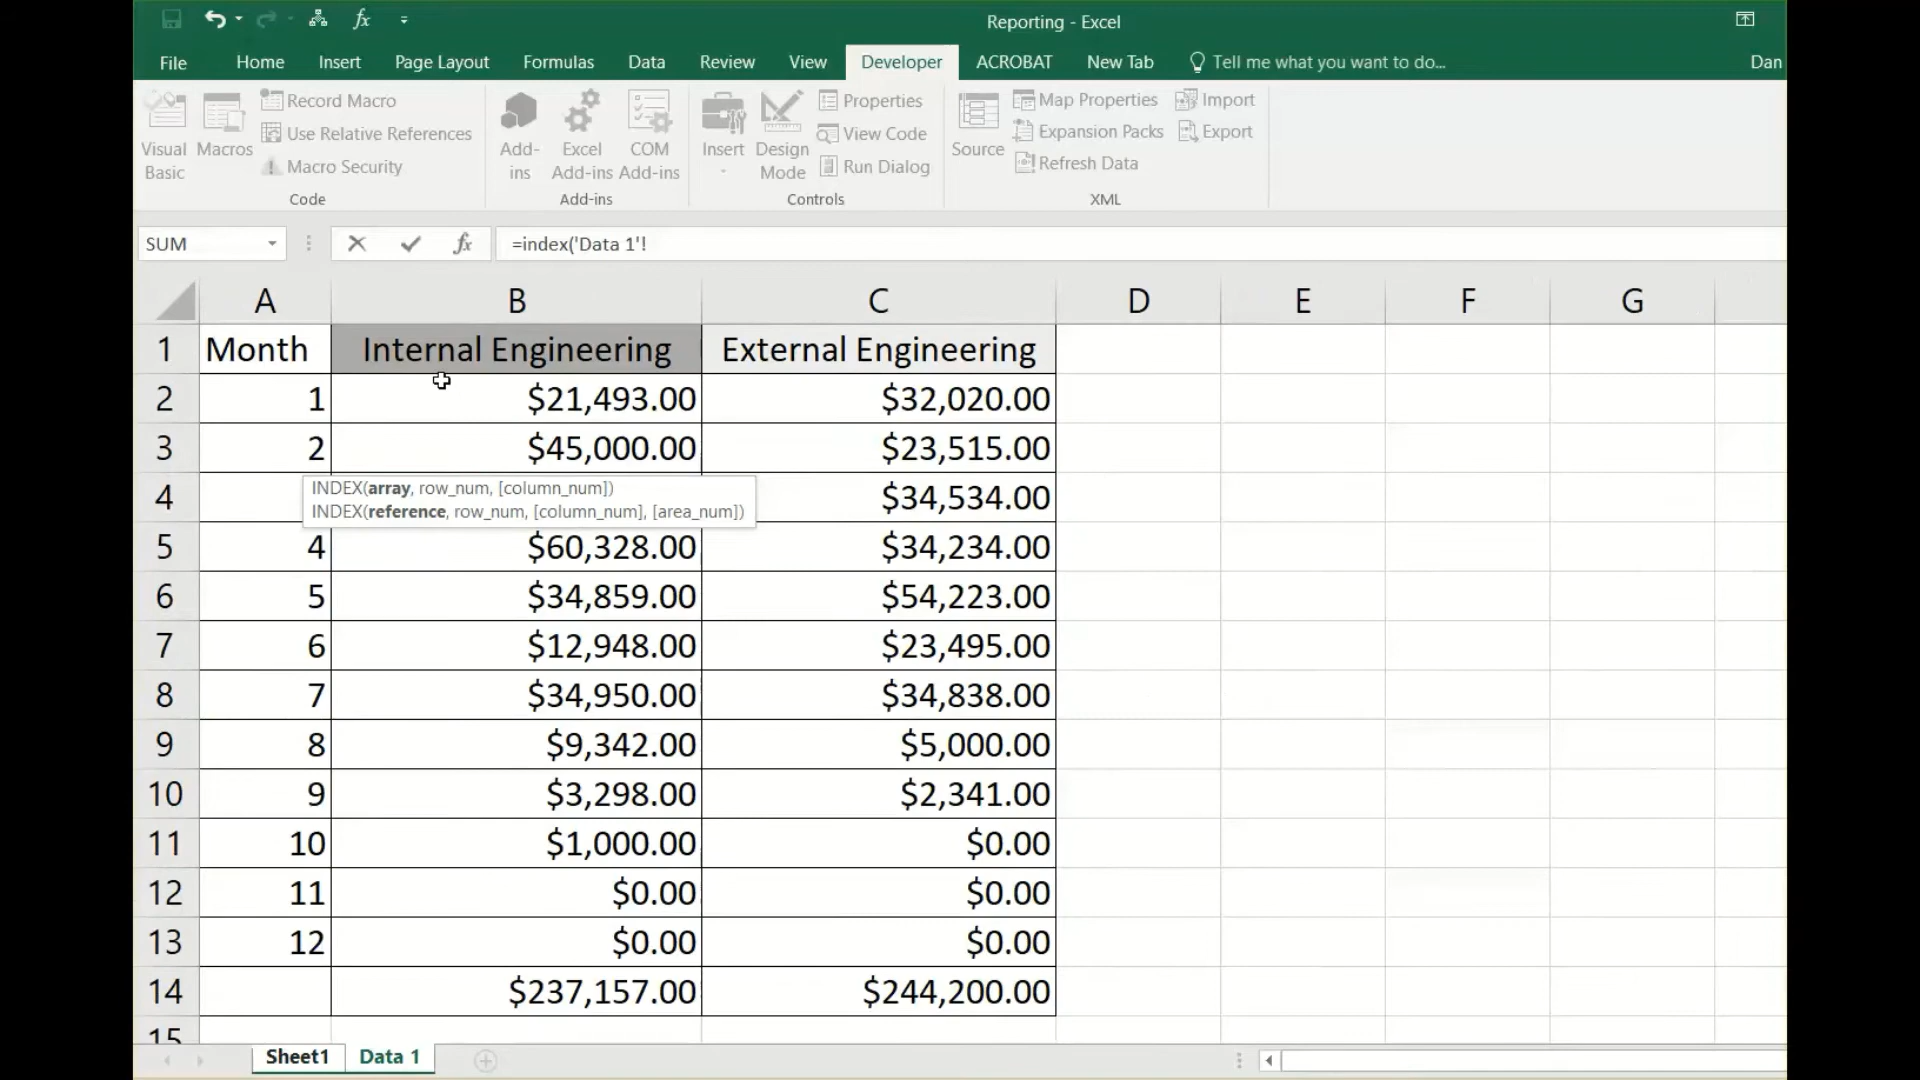 Reporting - Excel
File Home Insert Page Layout Formulas Data Review View Developer ACROBAT New Tab Tell me what you want to do... Dan
Visual Basic
Macros
Record Macro
Use Relative References
Macro Security
Code
Add-ins
Excel Add-ins
COM Add-ins
Add-ins
Insert
Design Mode
Properties
View Code
Run Dialog
Controls
Source
Map Properties
Expansion Packs
Refresh Data
Import
Export
XML
SUM fx =index('Data 1'!
A B C D E F G
1 Month Internal Engineering External Engineering
2 1 $21,493.00 $32,020.00
3 2 $45,000.00 $23,515.00
INDEX(array, row_num, [column_num])
INDEX(reference, row_num, [column_num], [area_num])
4 $34,534.00
5 4 $60,328.00 $34,234.00
6 5 $34,859.00 $54,223.00
7 6 $12,948.00 $23,495.00
8 7 $34,950.00 $34,838.00
9 8 $9,342.00 $5,000.00
10 9 $3,298.00 $2,341.00
11 10 $1,000.00 $0.00
12 11 $0.00 $0.00
13 12 $0.00 $0.00
14 $237,157.00 $244,200.00
15
Sheet1 Data 1